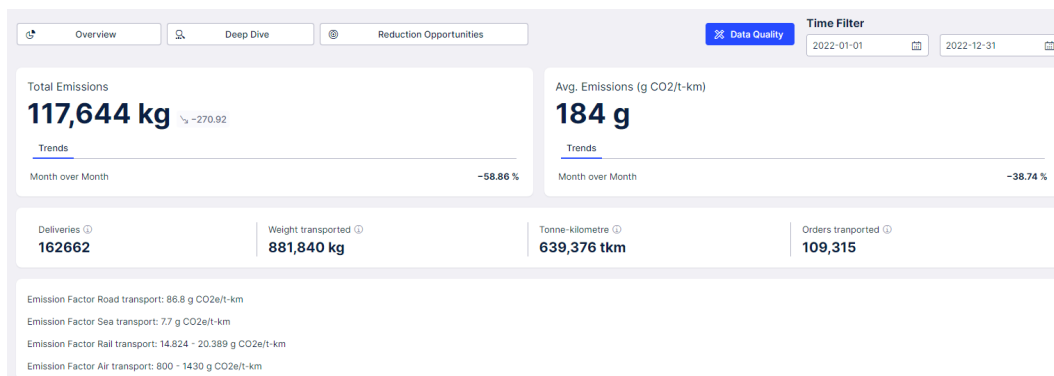 Overview
Deep Dive
Reduction Opportunities
Data Quality
Time Filter
2022-01-01
2022-12-31
Total Emissions
117,644 kg −270.92
Trends
Month over Month −58.86 %
Avg. Emissions (g CO2/t-km)
184 g
Trends
Month over Month −38.74 %
Deliveries
162662
Weight transported
881,840 kg
Tonne-kilometre
639,376 tkm
Orders tranported
109,315
Emission Factor Road transport: 86.8 g CO2e/t-km
Emission Factor Sea transport: 7.7 g CO2e/t-km
Emission Factor Rail transport: 14.824 - 20.389 g CO2e/t-km
Emission Factor Air transport: 800 - 1430 g CO2e/t-km